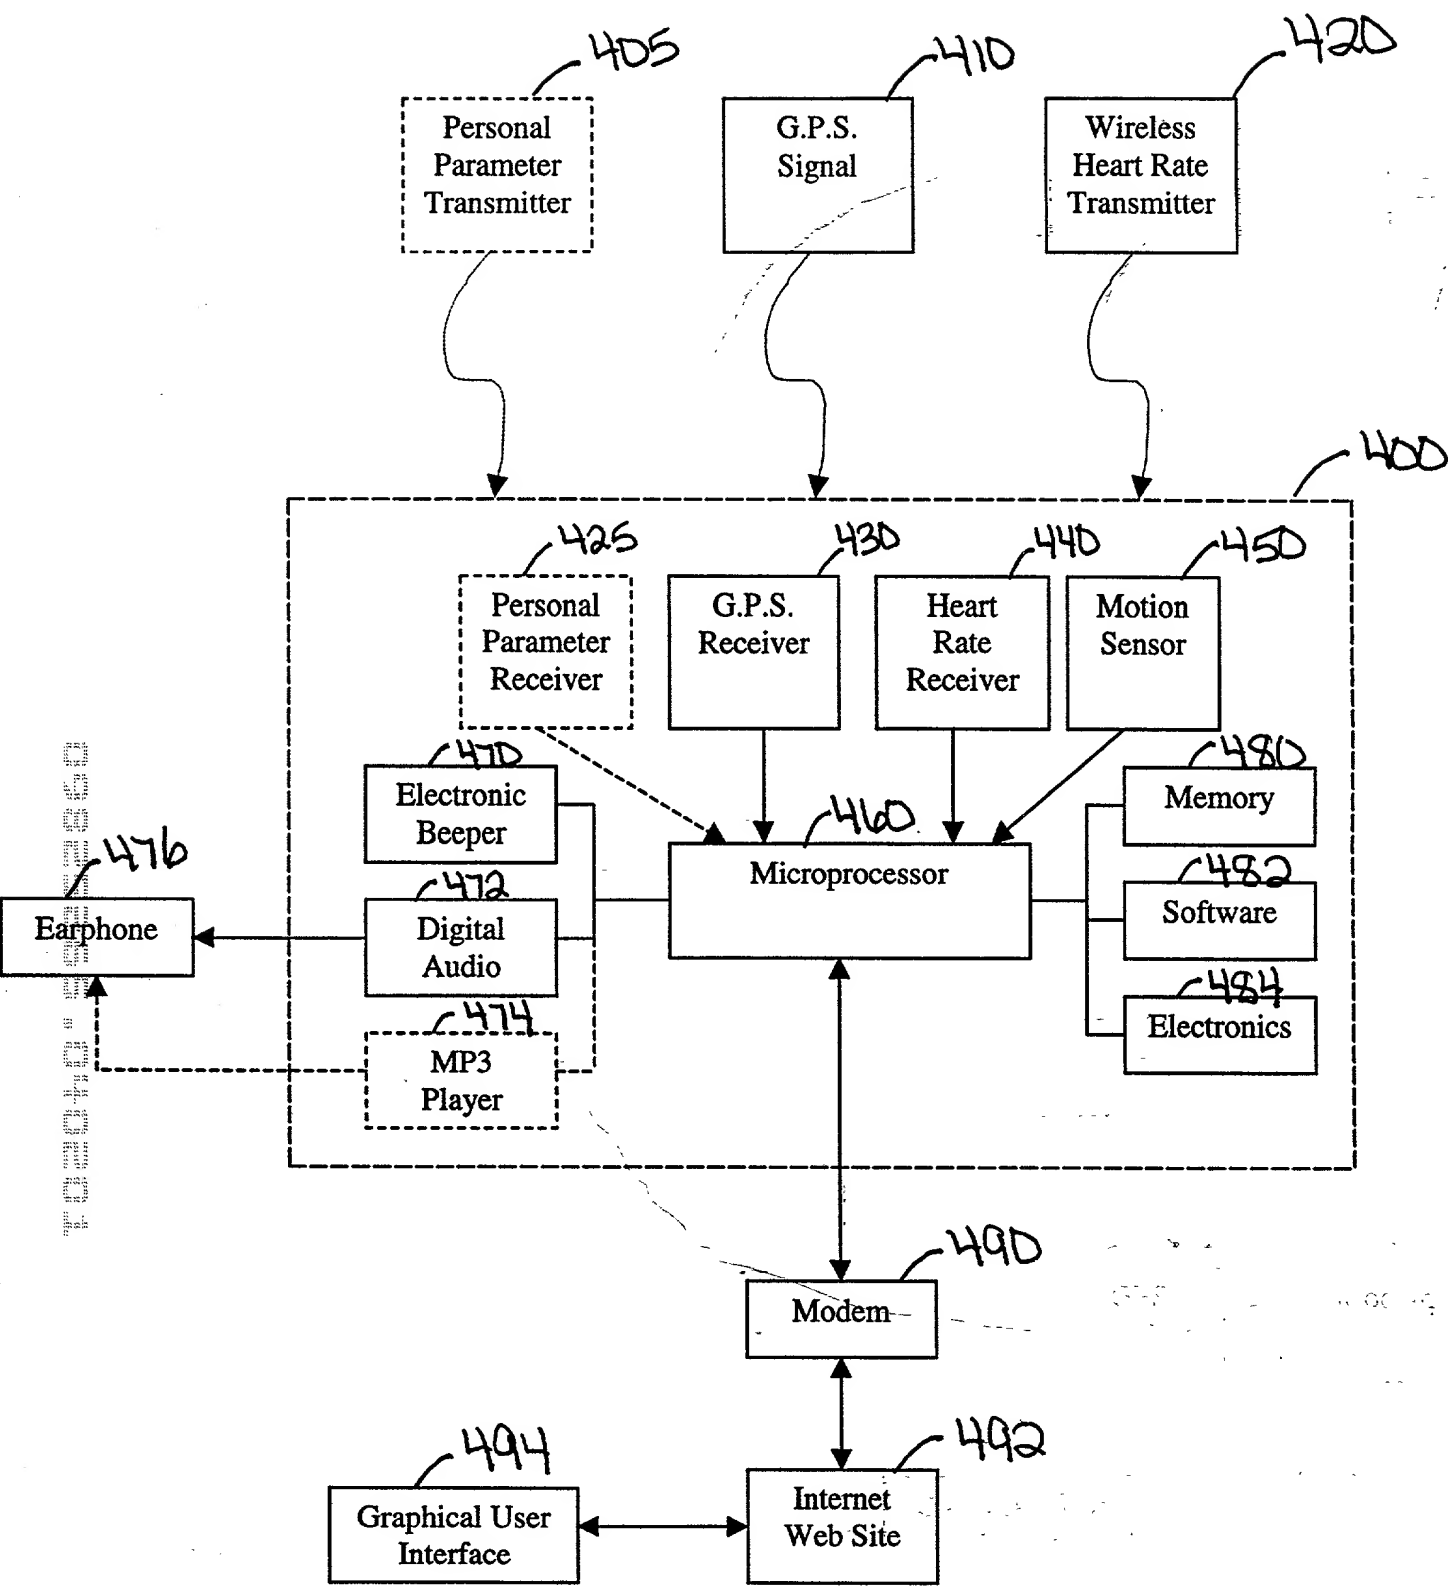 405
410
420
Personal
Parameter
Transmitter
G.P.S.
Signal
Wireless
Heart Rate
Transmitter
400
425
430
440
450
Personal
Parameter
Receiver
G.P.S.
Receiver
Heart
Rate
Receiver
Motion
Sensor
470
Electronic
Beeper
480
Memory
460
Microprocessor
476
Earphone
472
Digital
Audio
482
Software
474
MP3
Player
484
Electronics
490
Modem
492
Internet
Web Site
494
Graphical User
Interface